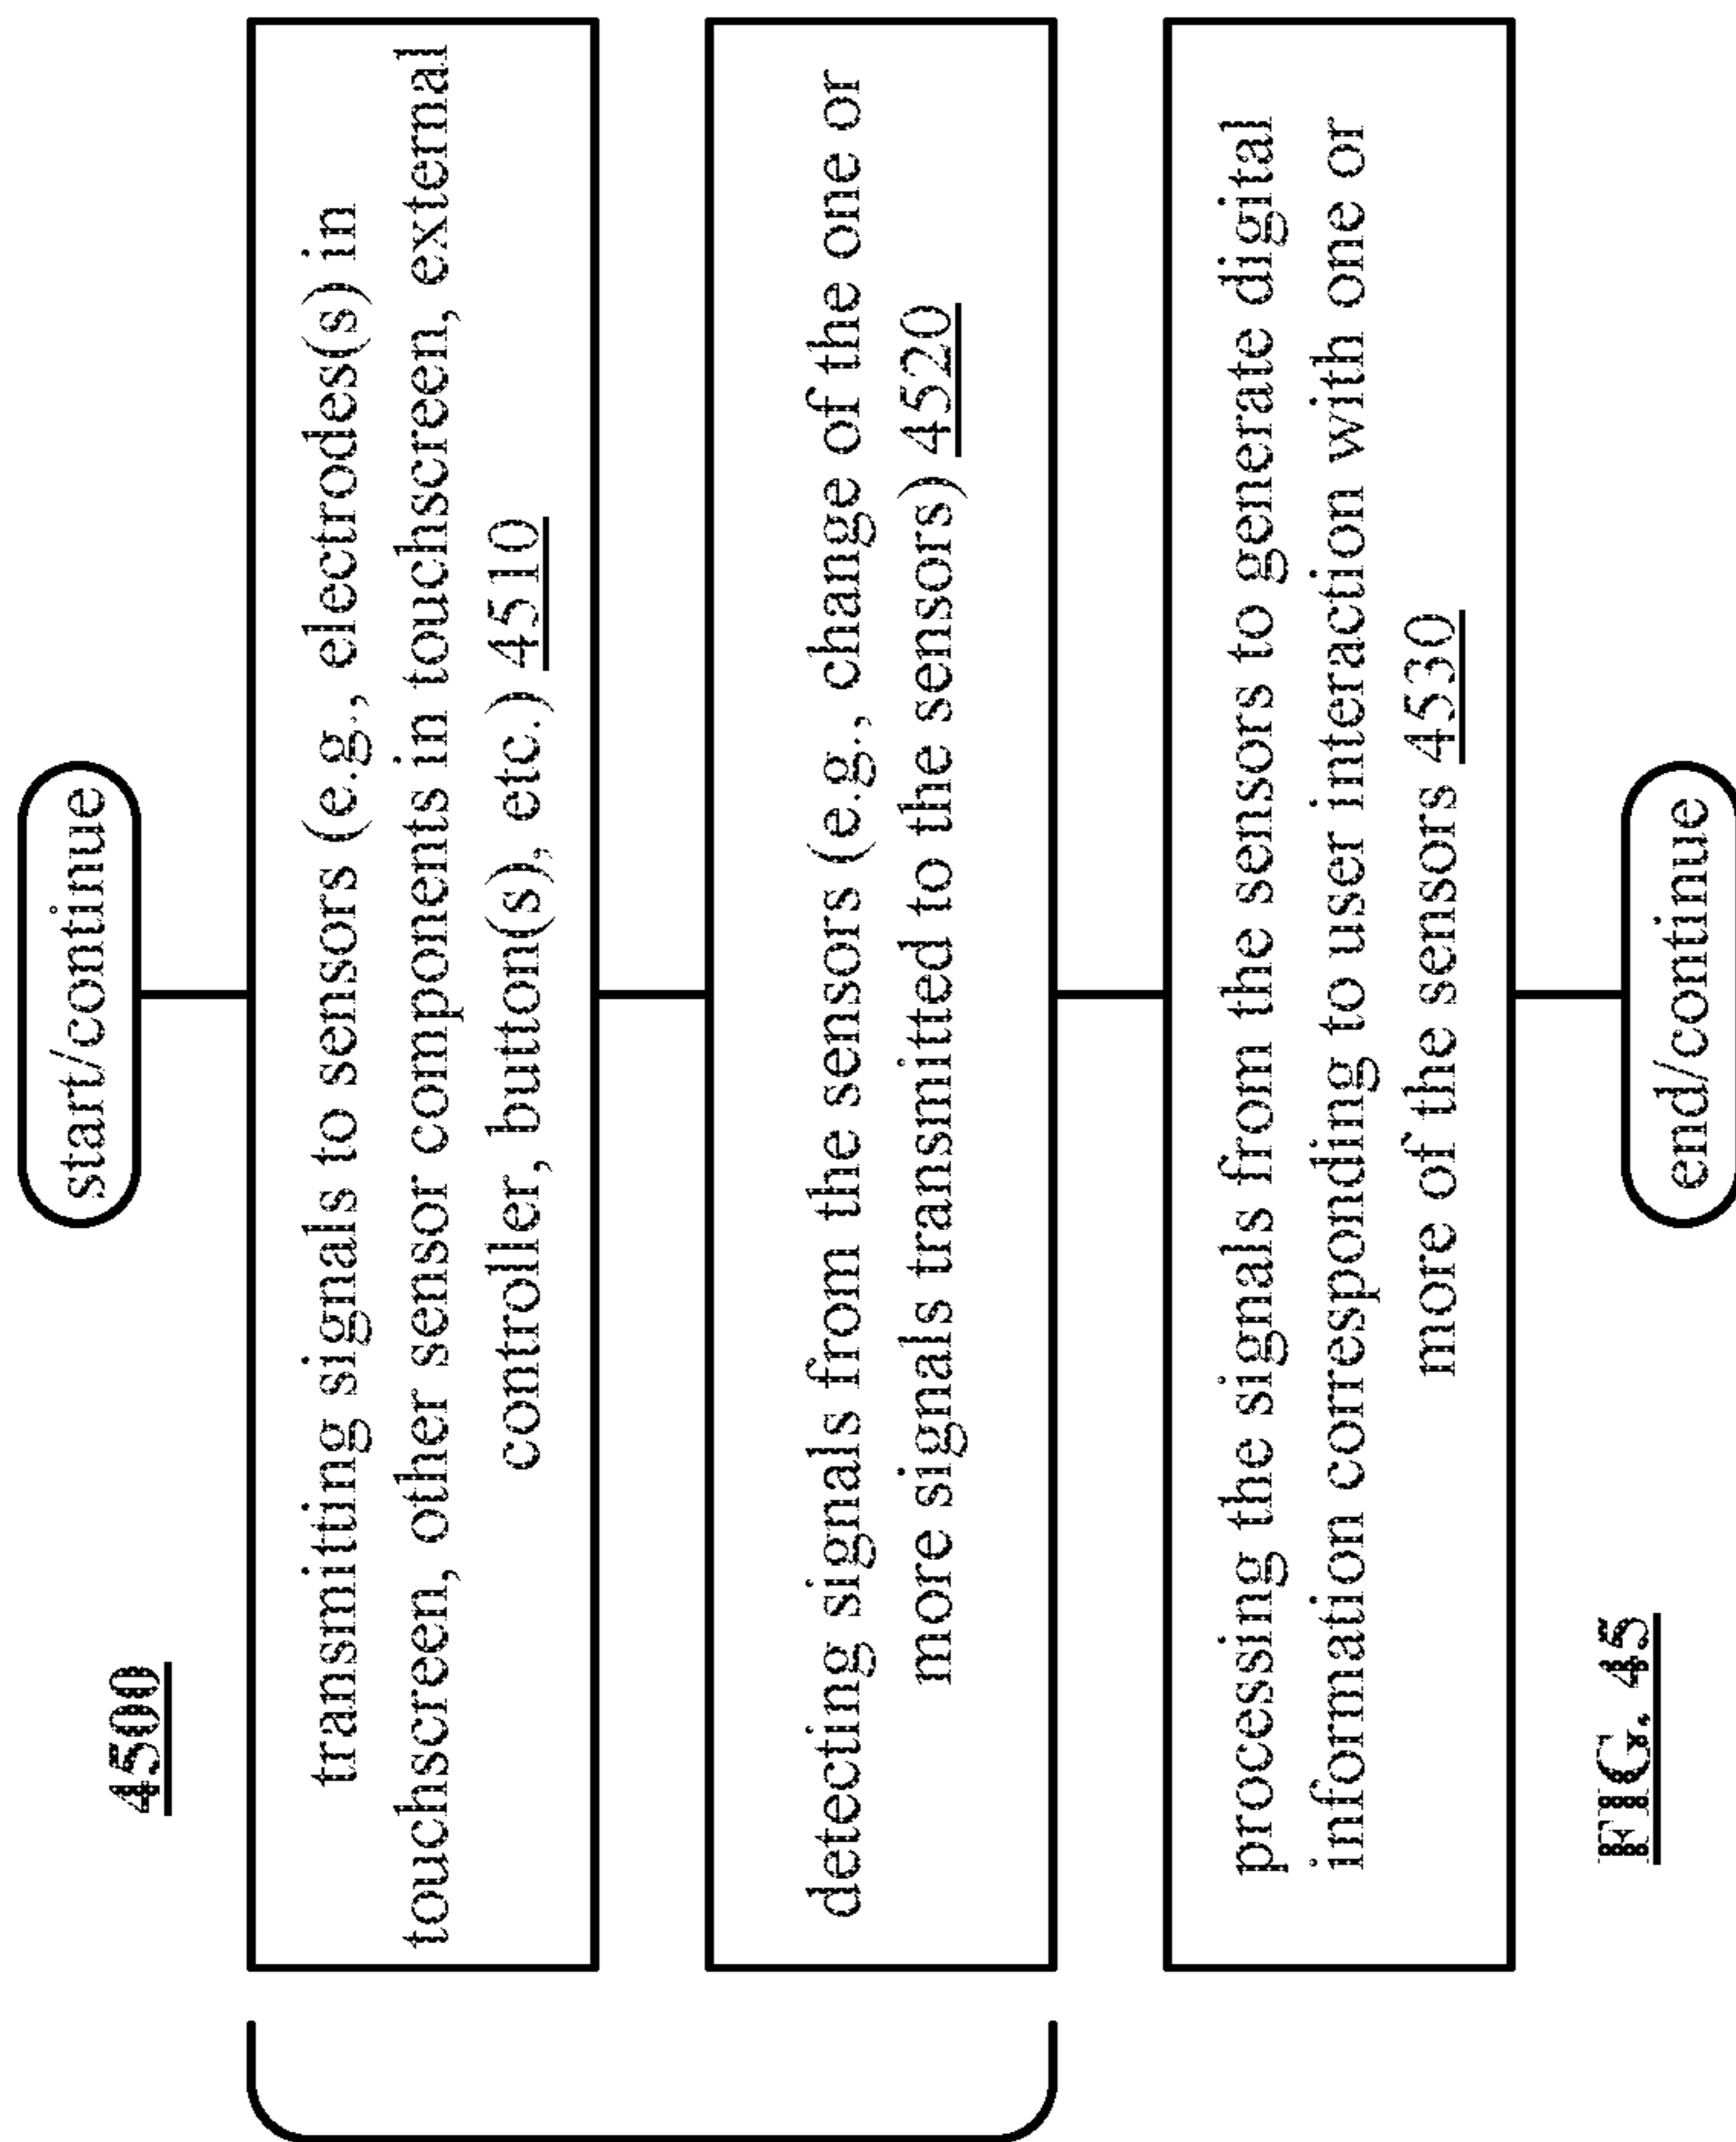 4500
start/continue
transmitting signals to sensors (e.g., electrodes(s) in
touchscreen, other sensor components in touchscreen, external
controller, button(s), etc.) 4510
detecting signals from the sensors (e.g., change of the one or
more signals transmitted to the sensors) 4520
processing the signals from the sensors to generate digital
information corresponding to user interaction with one or
more of the sensors 4530
FIG. 45
end/continue